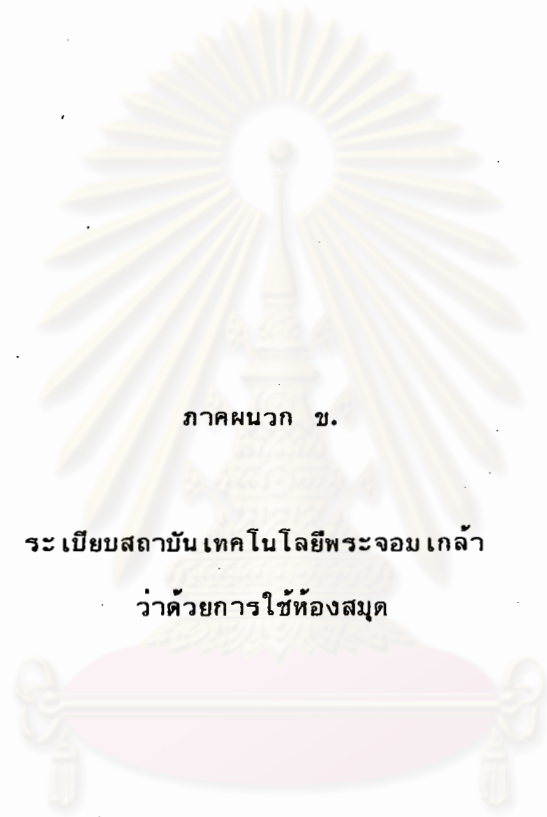 ภาคผนวก ข.
ระเบียบสถาบันเทคโนโลยีพระจอมเกล้า
ว่าด้วยการใช้ห้องสมุด